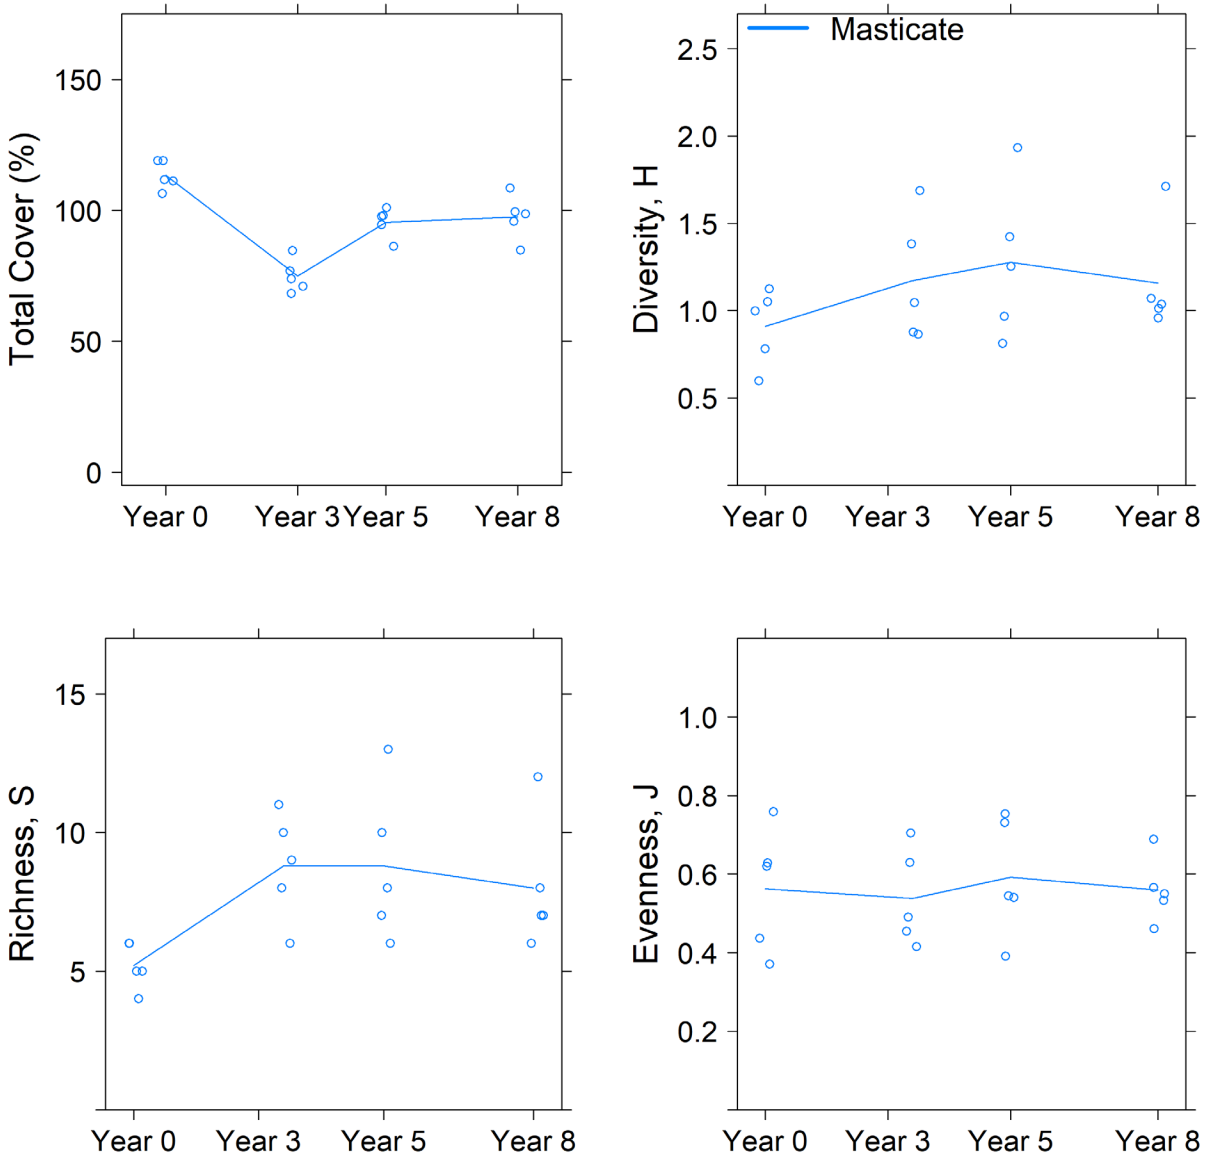 Total Cover (%)
150
100
50
0
Year 0 Year 3 Year 5 Year 8
Masticate
Diversity, H
2.5
2.0
1.5
1.0
0.5
Year 0 Year 3 Year 5 Year 8
Richness, S
15
10
5
Year 0 Year 3 Year 5 Year 8
Evenness, J
1.0
0.8
0.6
0.4
0.2
Year 0 Year 3 Year 5 Year 8